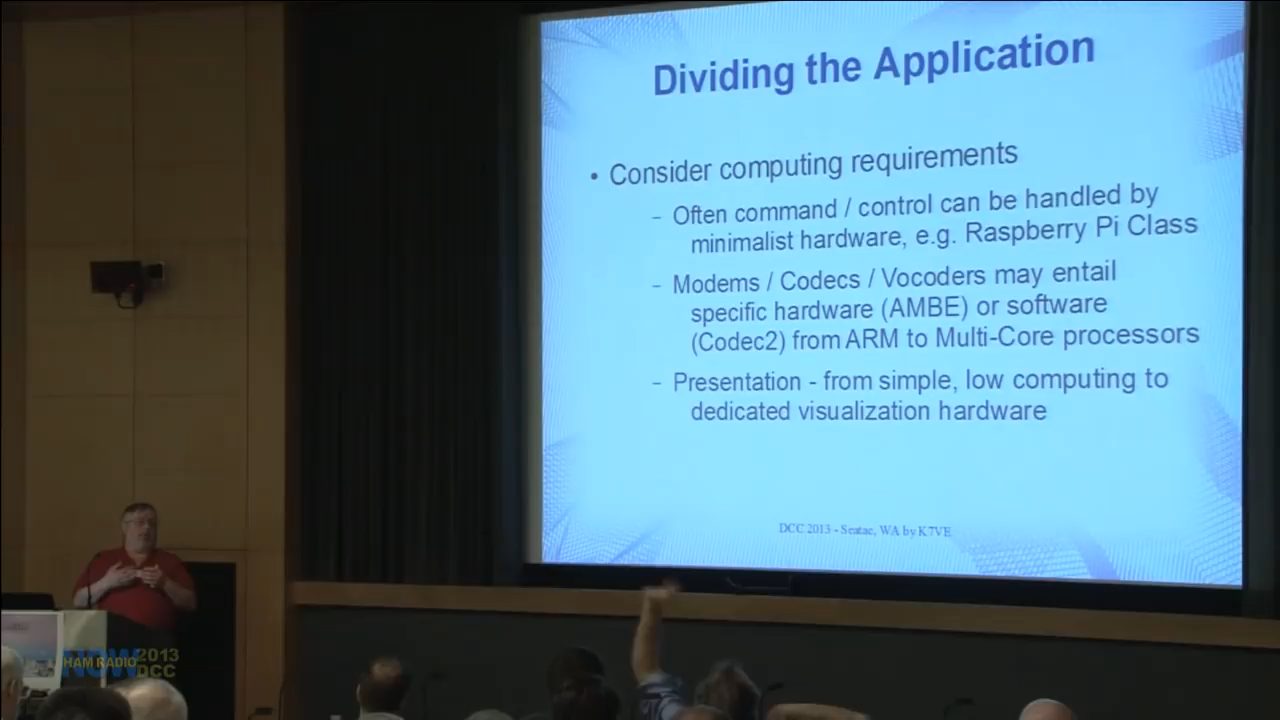 Dividing the Application
• Consider computing requirements
– Often command / control can be handled by
minimalist hardware, e.g. Raspberry Pi Class
– Modems / Codecs / Vocoders may entail
specific hardware (AMBE) or software
(Codec2) from ARM to Multi-Core processors
– Presentation - from simple, low computing to
dedicated visualization hardware
DCC 2013 - Seatac, WA by K7VE
HAM RADIO
NOW
2013
DCC